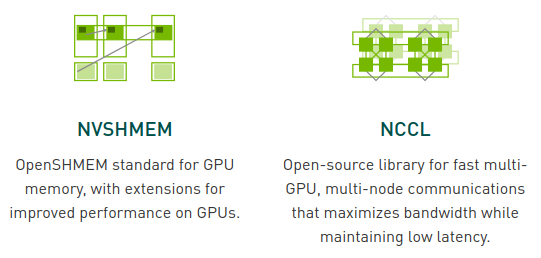 NVSHMEM
OpenSHMEM standard for GPU
memory, with extensions for
improved performance on GPUs.
NCCL
Open-source library for fast multi-
GPU, multi-node communications
that maximizes bandwidth while
maintaining low latency.